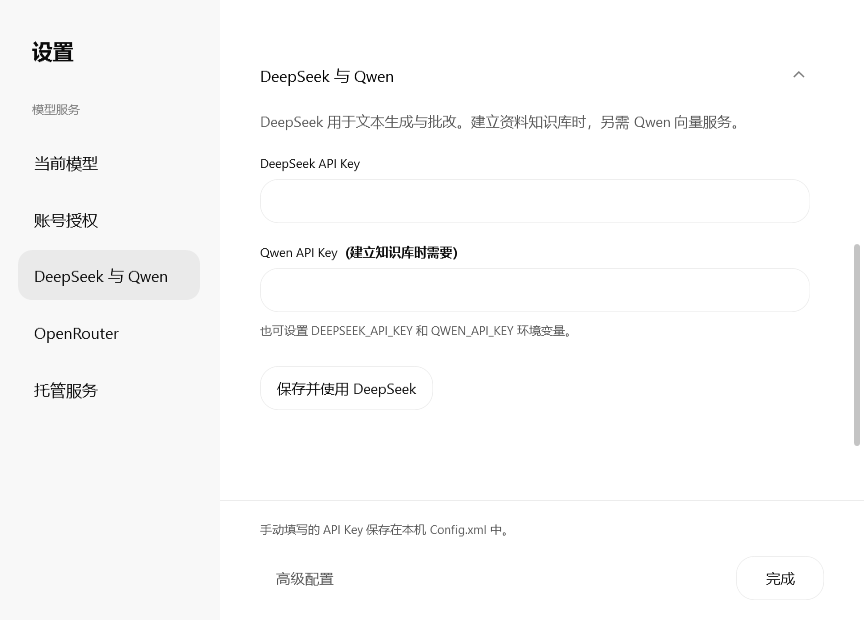 设置
模型服务
当前模型
账号授权
DeepSeek 与 Qwen
OpenRouter
托管服务
DeepSeek 与 Qwen
DeepSeek 用于文本生成与批改。建立资料知识库时，另需 Qwen 向量服务。
DeepSeek API Key
Qwen API Key（建立知识库时需要）
也可设置 DEEPSEEK_API_KEY 和 QWEN_API_KEY 环境变量。
保存并使用 DeepSeek
手动填写的 API Key 保存在本机 Config.xml 中。
高级配置
完成